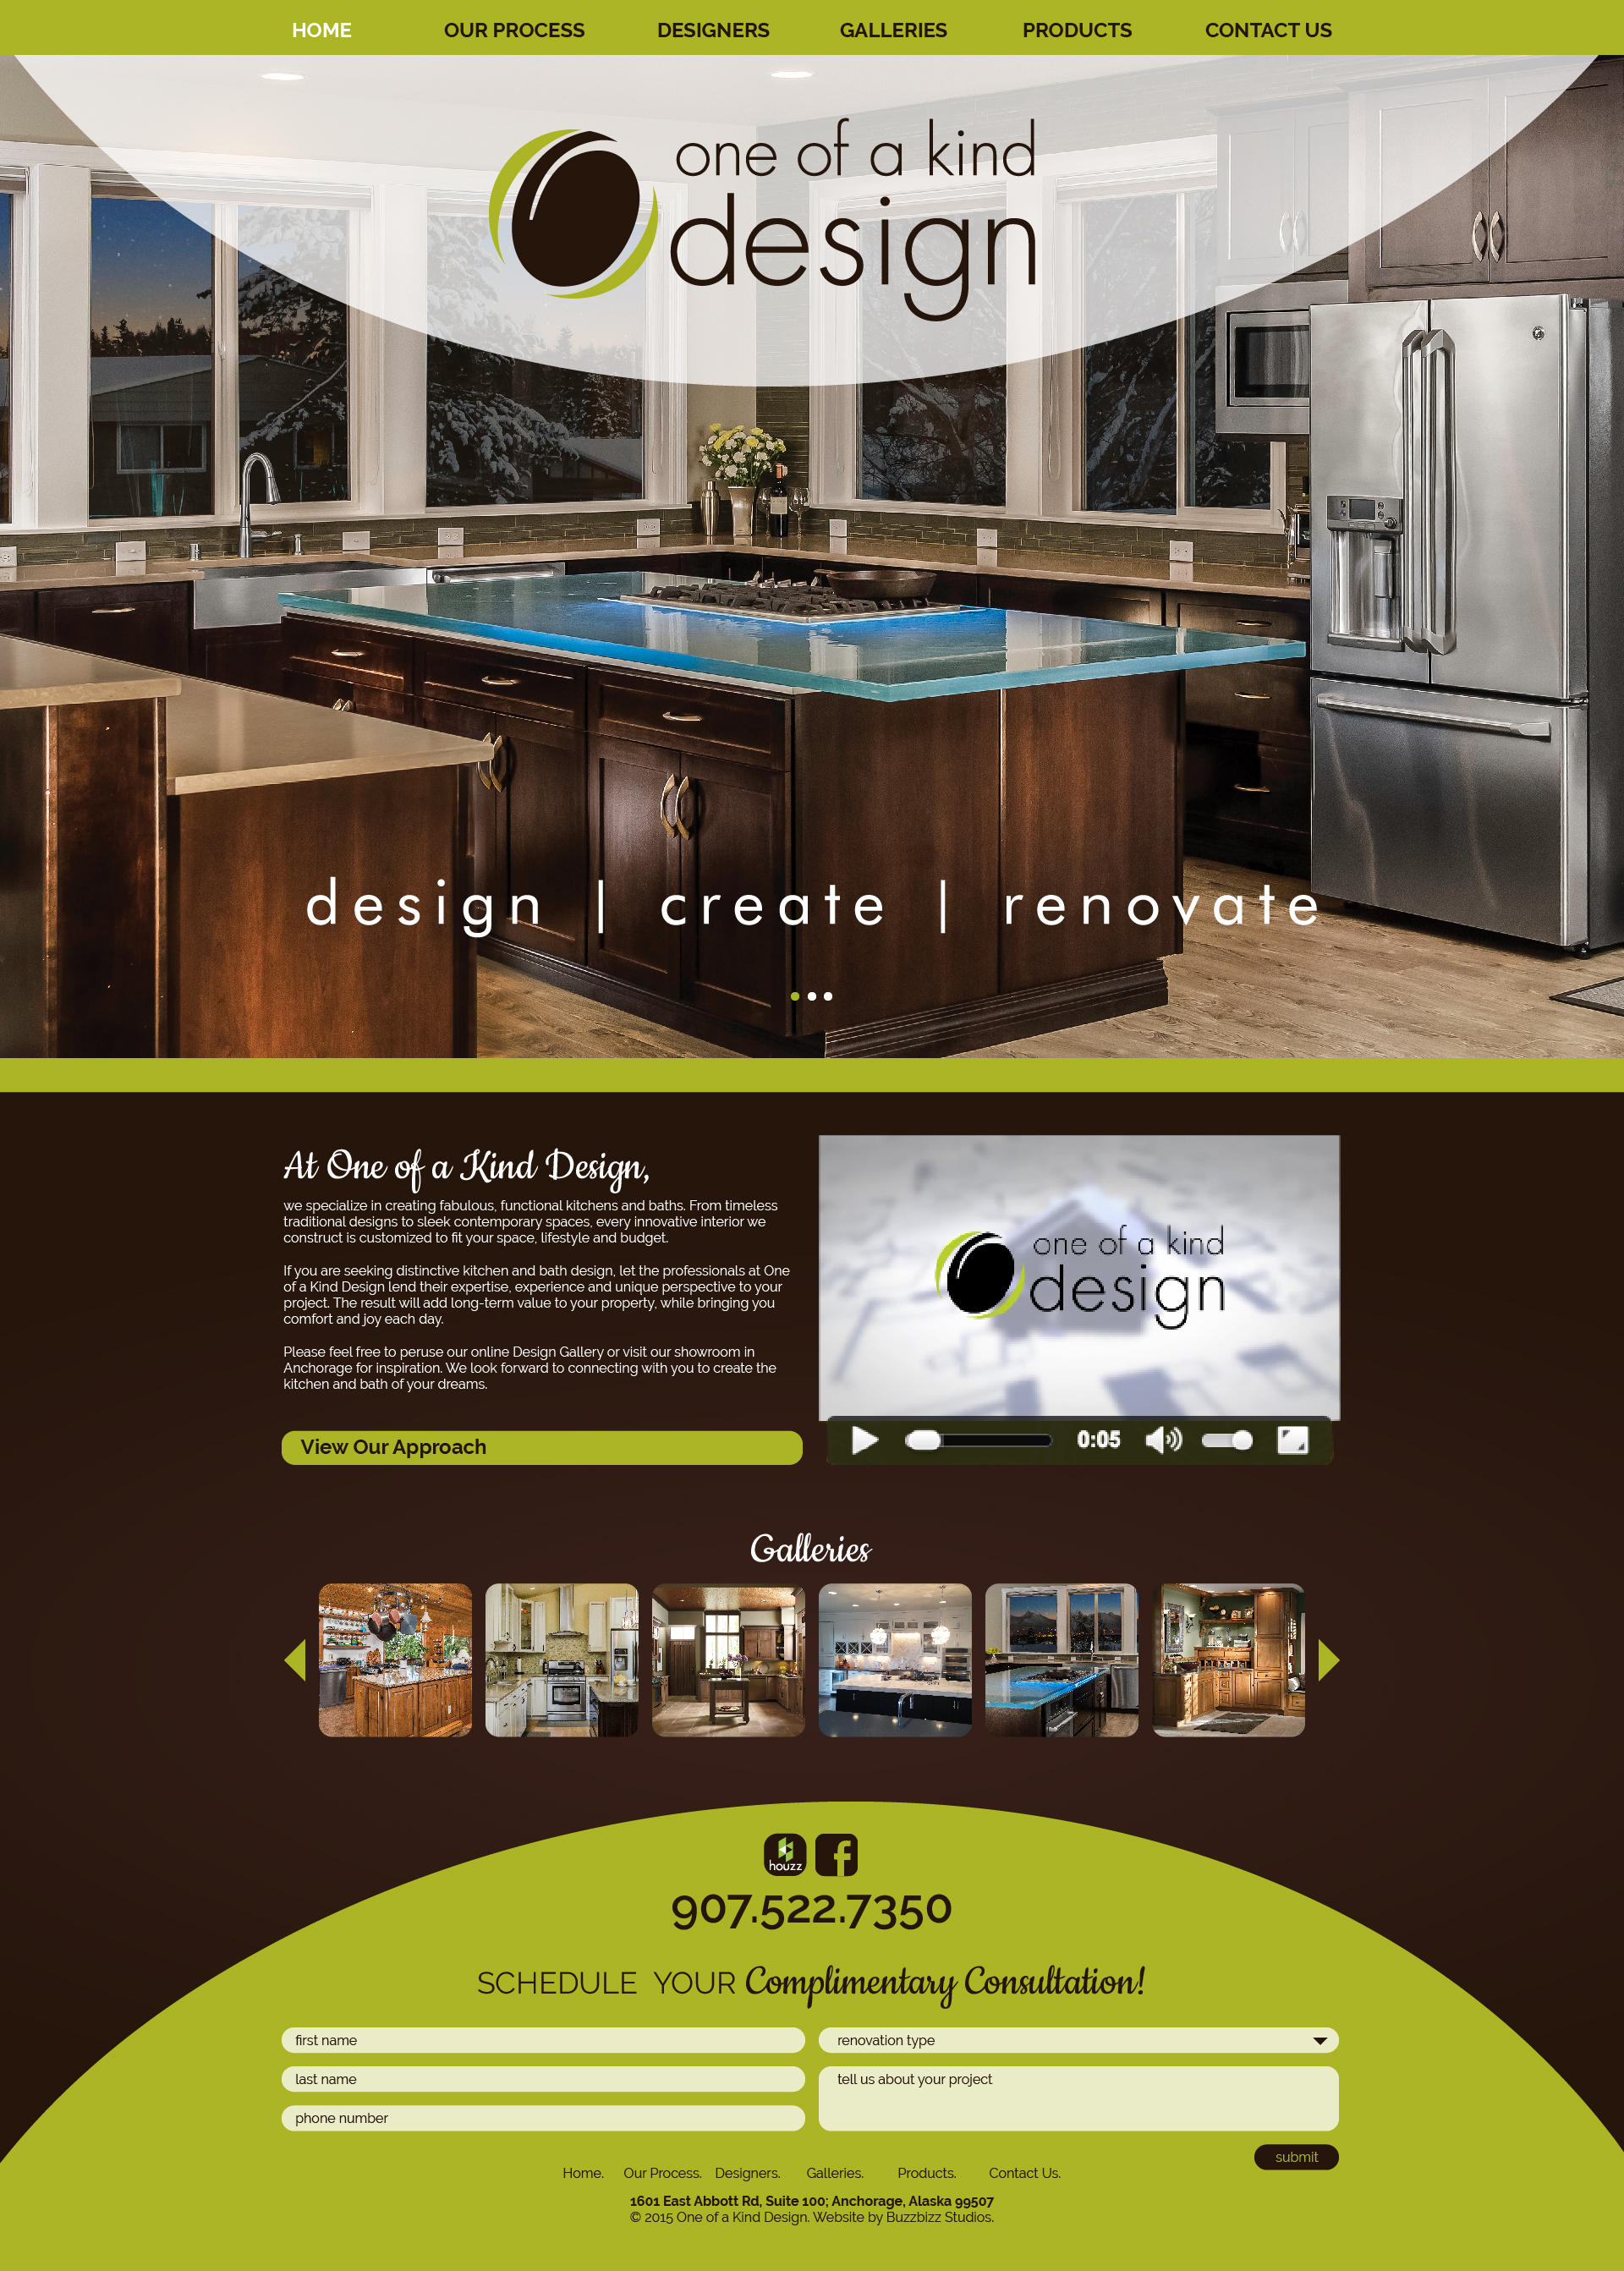 HOME OUR PROCESS DESIGNERS GALLERIES PRODUCTS CONTACT US
one of a kind
design
design | create | renovate
At One of a Kind Design,
we specialize in creating fabulous, functional kitchens and baths. From timeless
traditional designs to sleek contemporary spaces, every innovative interior we
construct is customized to fit your space, lifestyle and budget.
If you are seeking distinctive kitchen and bath design, let the professionals at One
of a Kind Design lend their expertise, experience and unique perspective to your
project. The result will add long-term value to your property, while bringing you
comfort and joy each day.
Please feel free to peruse our online Design Gallery or visit our showroom in
Anchorage for inspiration. We look forward to connecting with you to create the
kitchen and bath of your dreams.
View Our Approach
one of a kind
design
0:05
Galleries
houzz f
907.522.7350
SCHEDULE YOUR Complimentary Consultation!
first name
last name
phone number
renovation type
tell us about your project
submit
Home. Our Process. Designers. Galleries. Products. Contact Us.
1601 East Abbott Rd, Suite 100; Anchorage, Alaska 99507
© 2015 One of a Kind Design. Website by Buzzbizz Studios.